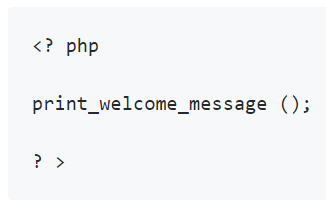 <? php
print_welcome_message ();
? >